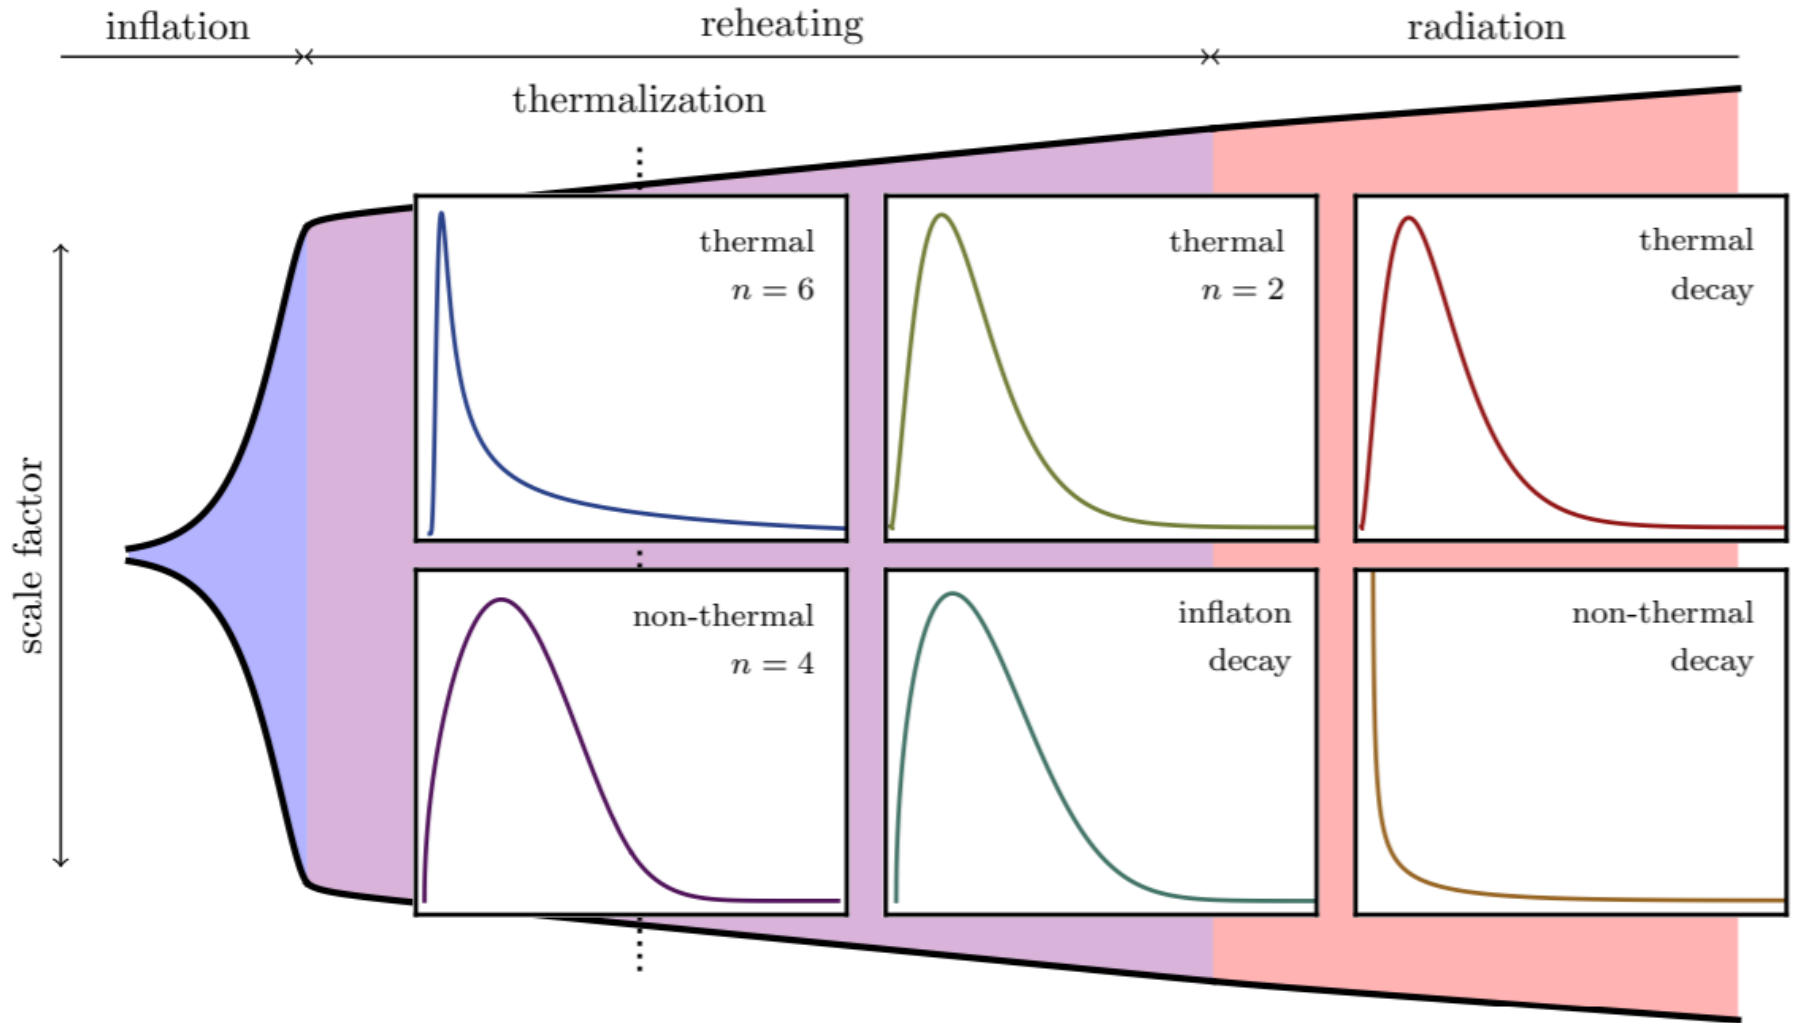 inflation
reheating
radiation
thermalization
scale factor
thermal
n = 6
thermal
n = 2
thermal
decay
non-thermal
n = 4
inflaton
decay
non-thermal
decay